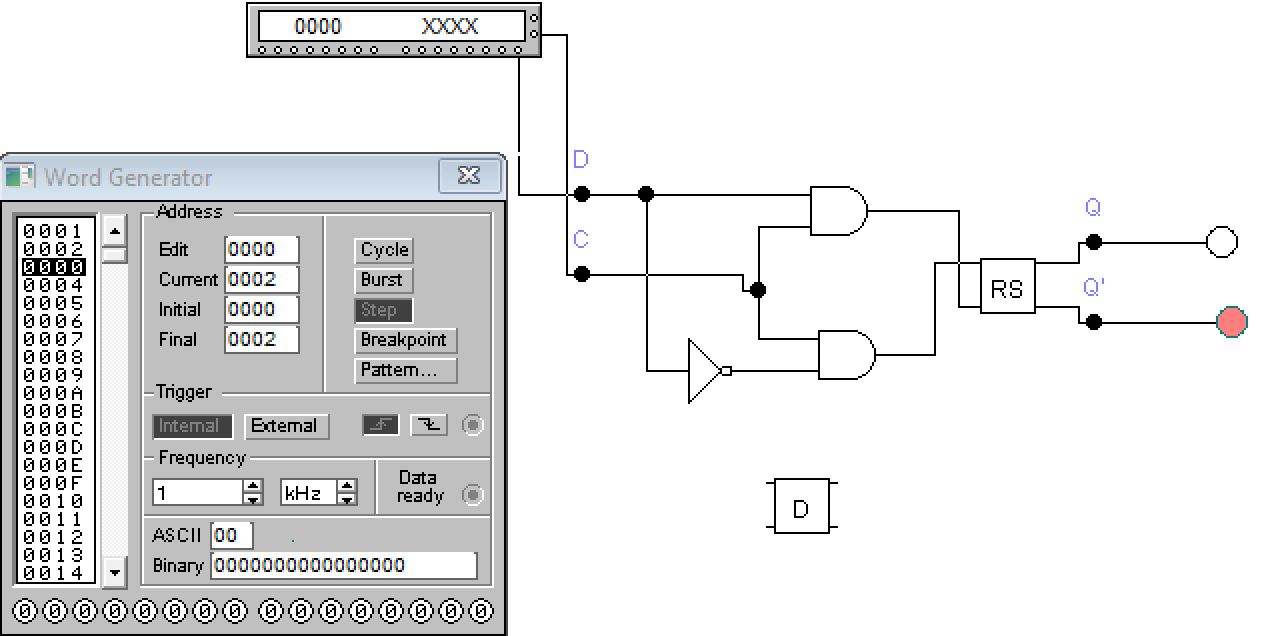 0000 XXXX
D
C
Q
Q'
RS
D
Word Generator
0001
0002
0000
0004
0005
0006
0007
0008
0009
000A
000B
000C
000D
000E
000F
0010
0011
0012
0013
0014
Address
Edit 0000
Current 0002
Initial 0000
Final 0002
Cycle
Burst
Step
Breakpoint
Pattern...
Trigger
Internal External
Frequency
1 kHz
Data
ready
ASCII 00 .
Binary 0000000000000000
0 0 0 0 0 0 0 0 0 0 0 0 0 0 0 0